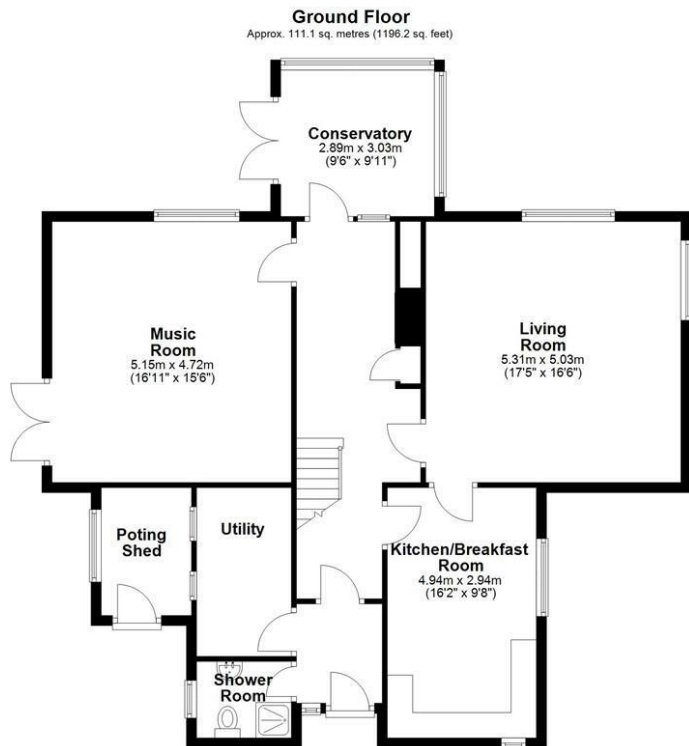 Ground Floor
Approx. 111.1 sq. metres (1196.2 sq. feet)
Conservatory
2.89m x 3.03m
(9'6" x 9'11")
Music
Room
5.15m x 4.72m
(16'11" x 15'6")
Living
Room
5.31m x 5.03m
(17'5" x 16'6")
Poting
Shed
Utility
Kitchen/Breakfast
Room
4.94m x 2.94m
(16'2" x 9'8")
Shower
Room